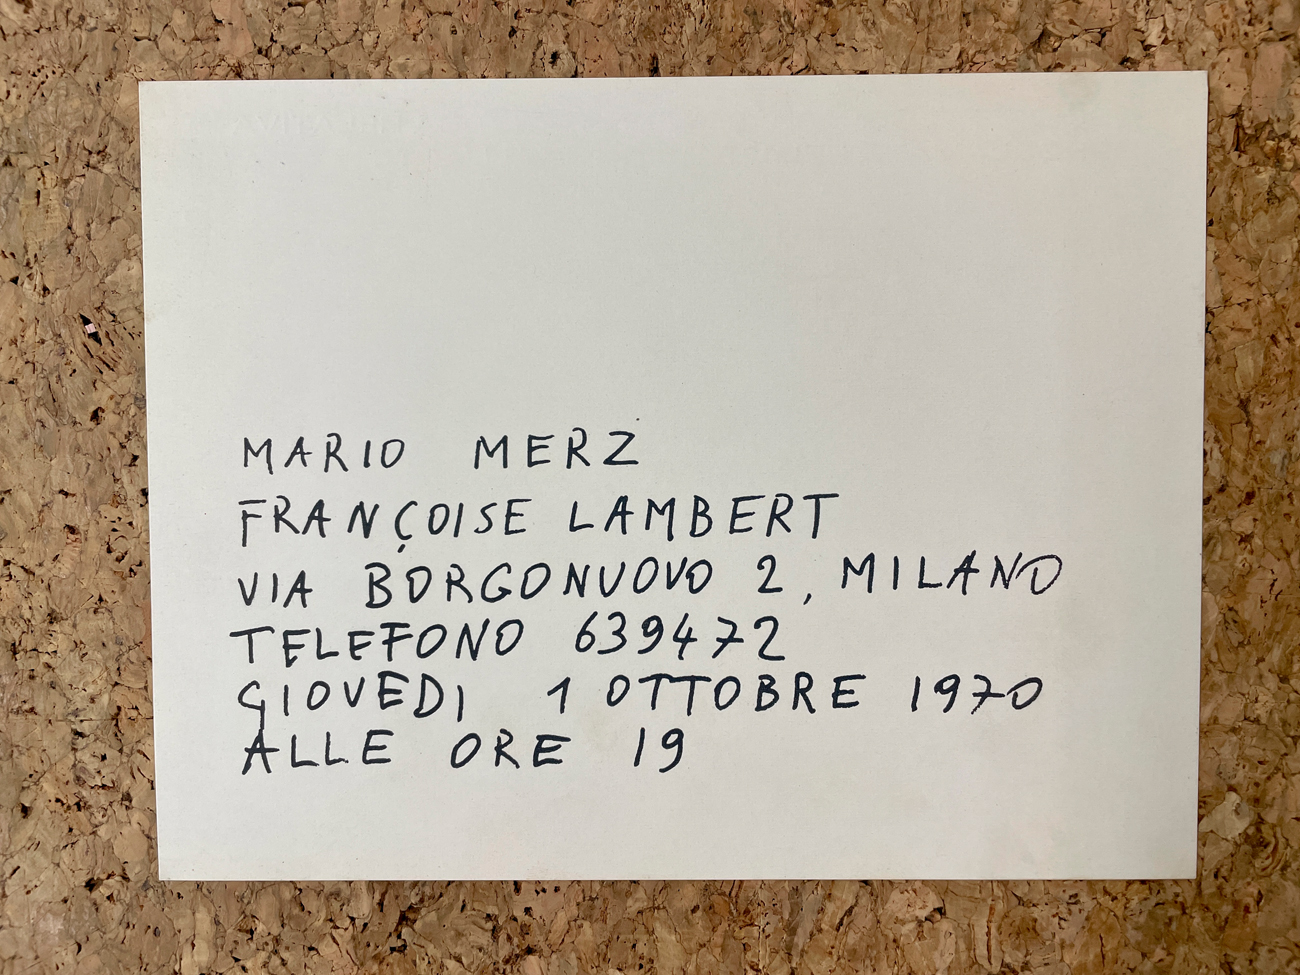 MARIO MERZ
FRANÇOISE LAMBERT
VIA BORGONUOVO 2, MILANO
TELEFONO 639472
GIOVEDI 1 OTTOBRE 1970
ALLE ORE 19